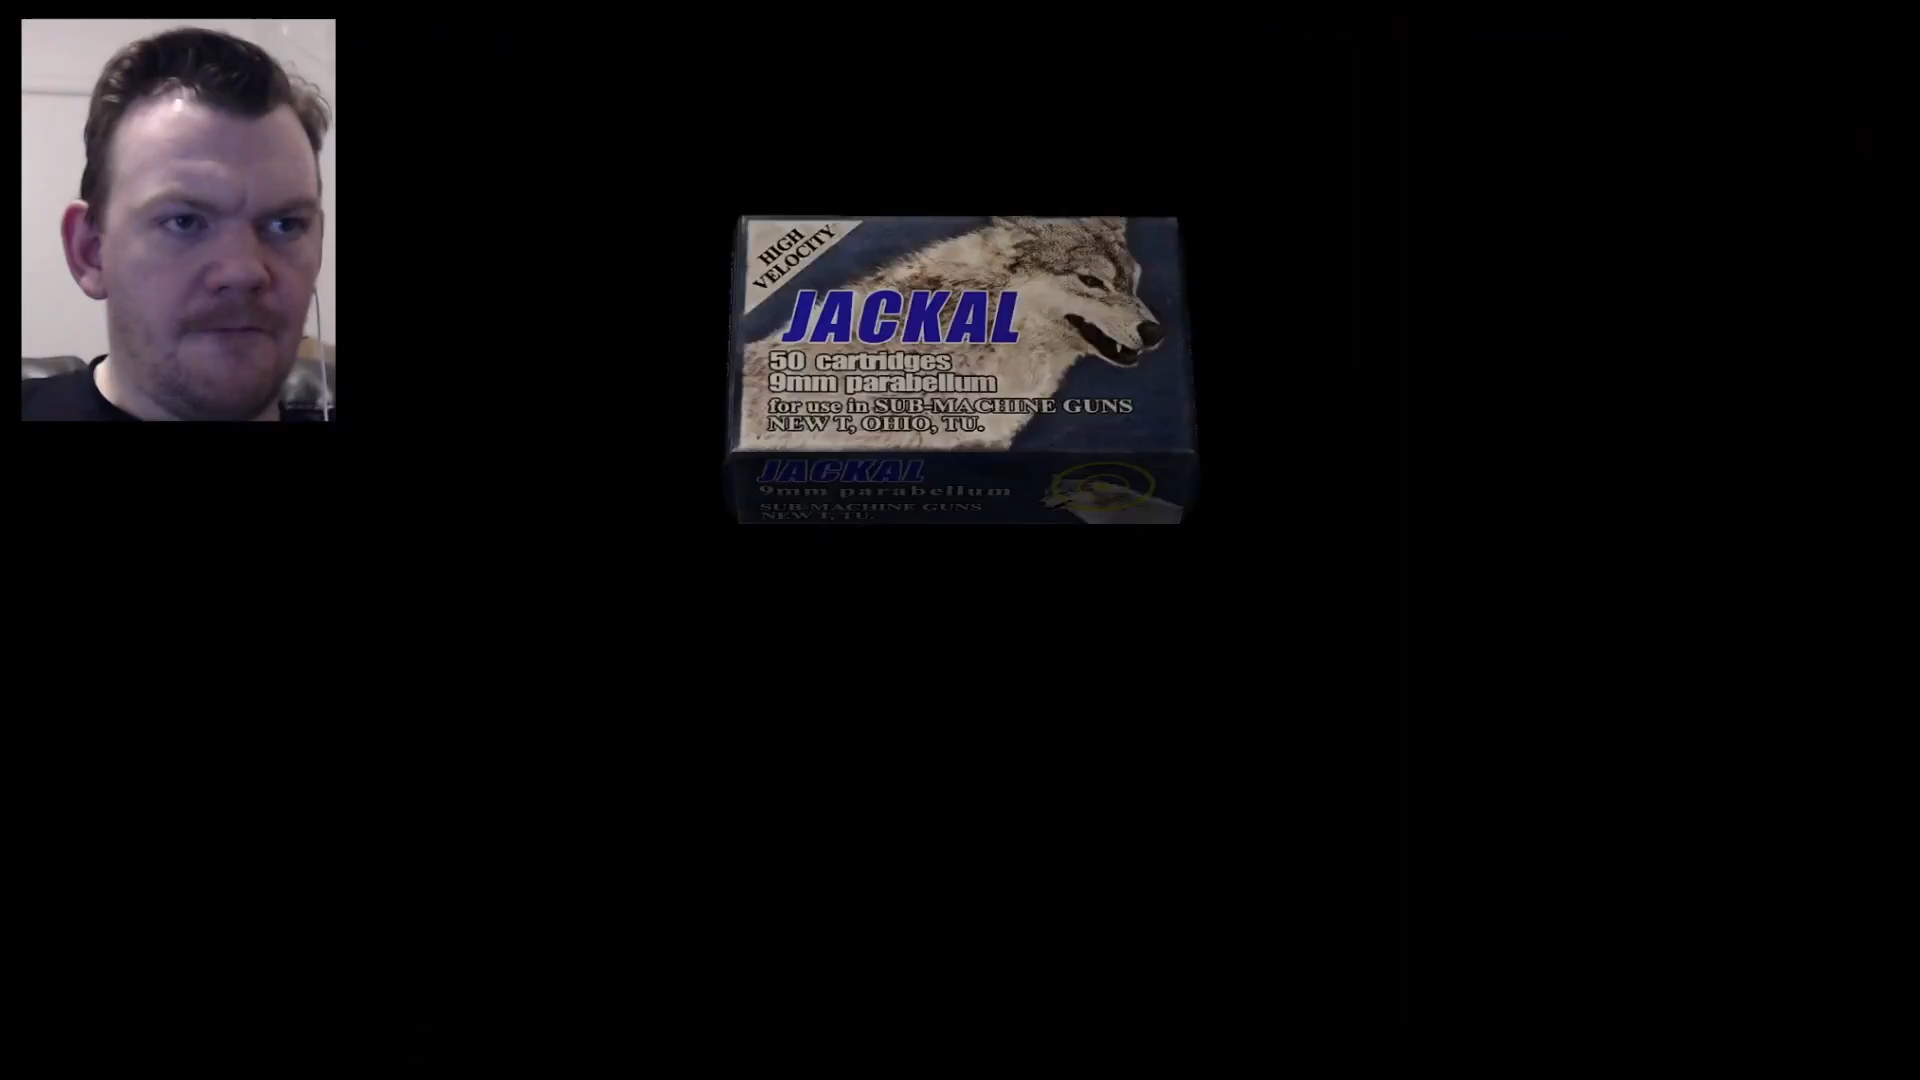 HIGH
VELOCITY
JACKAL
50 cartridges
9mm parabellum
for use in SUB-MACHINE GUNS
NEW T, OHIO, TU.
JACKAL
9mm parabellum
SUB-MACHINE GUNS
NEW T, TU.